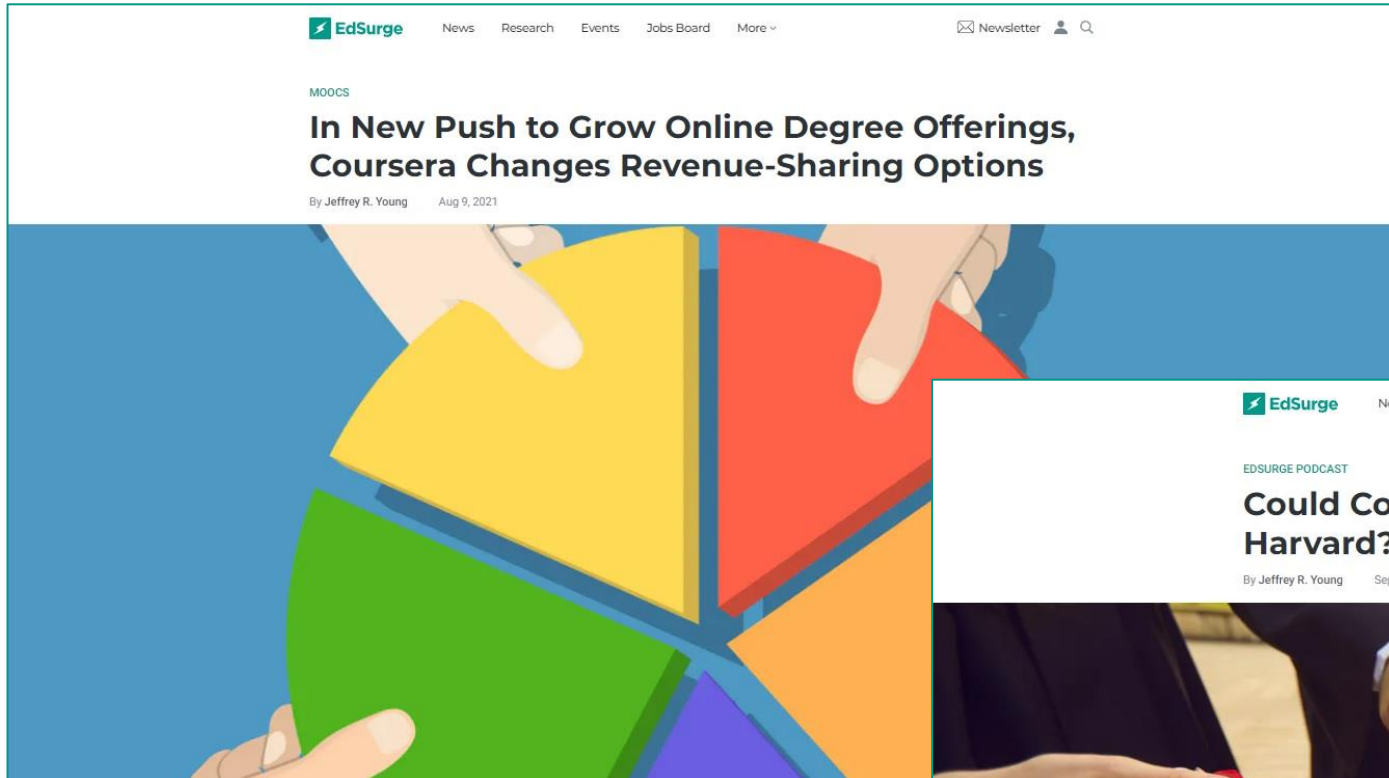 EdSurge News Research Events Jobs Board More Newsletter
MOOCS
In New Push to Grow Online Degree Offerings,
Coursera Changes Revenue-Sharing Options
By Jeffrey R. Young Aug 9, 2021
EdSurge
EDSURGE PODCAST
Could
Harvard?
By Jeffrey R. Young